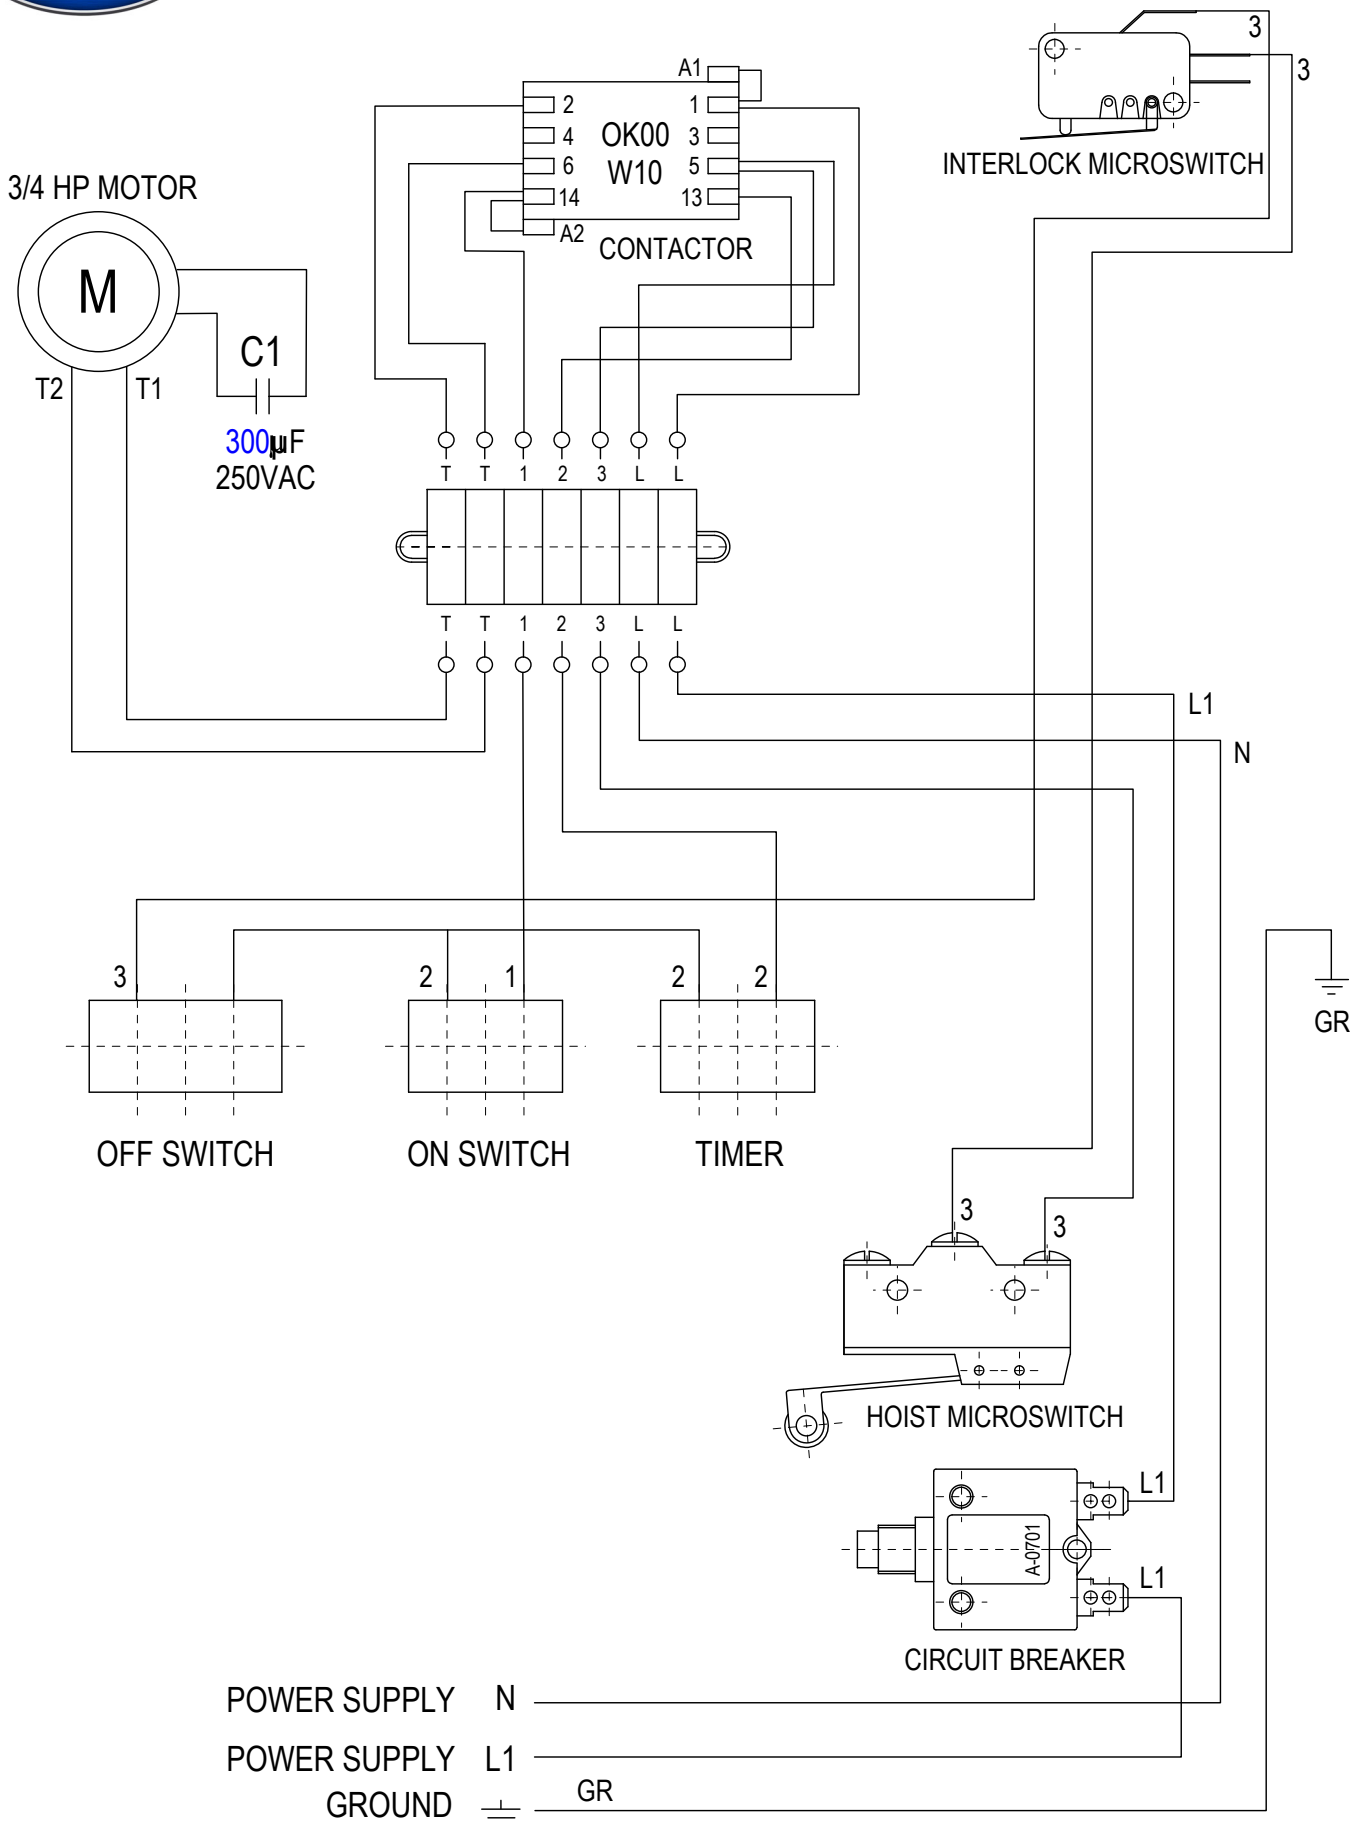 3
3
INTERLOCK MICROSWITCH
A1
2 1
4 OK00 3
6 W10 5
14 13
A2
CONTACTOR
3/4 HP MOTOR
M
C1
T2 T1
300µF
250VAC
T T 1 2 3 L L
T T 1 2 3 L L
L1
N
3 2 1 2 2
GR
OFF SWITCH ON SWITCH TIMER
3
3
HOIST MICROSWITCH
L1
A-0701
L1
CIRCUIT BREAKER
POWER SUPPLY N
POWER SUPPLY L1
GROUND GR